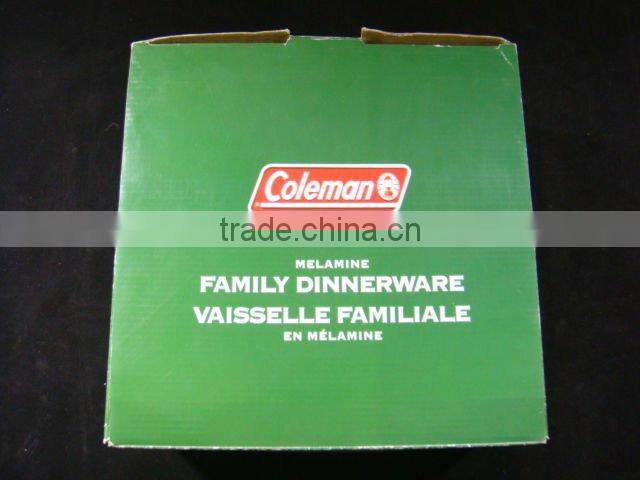 Coleman
trade.china.cn
MELAMINE
FAMILY DINNERWARE
VAISSELLE FAMILIALE
EN MÉLAMINE